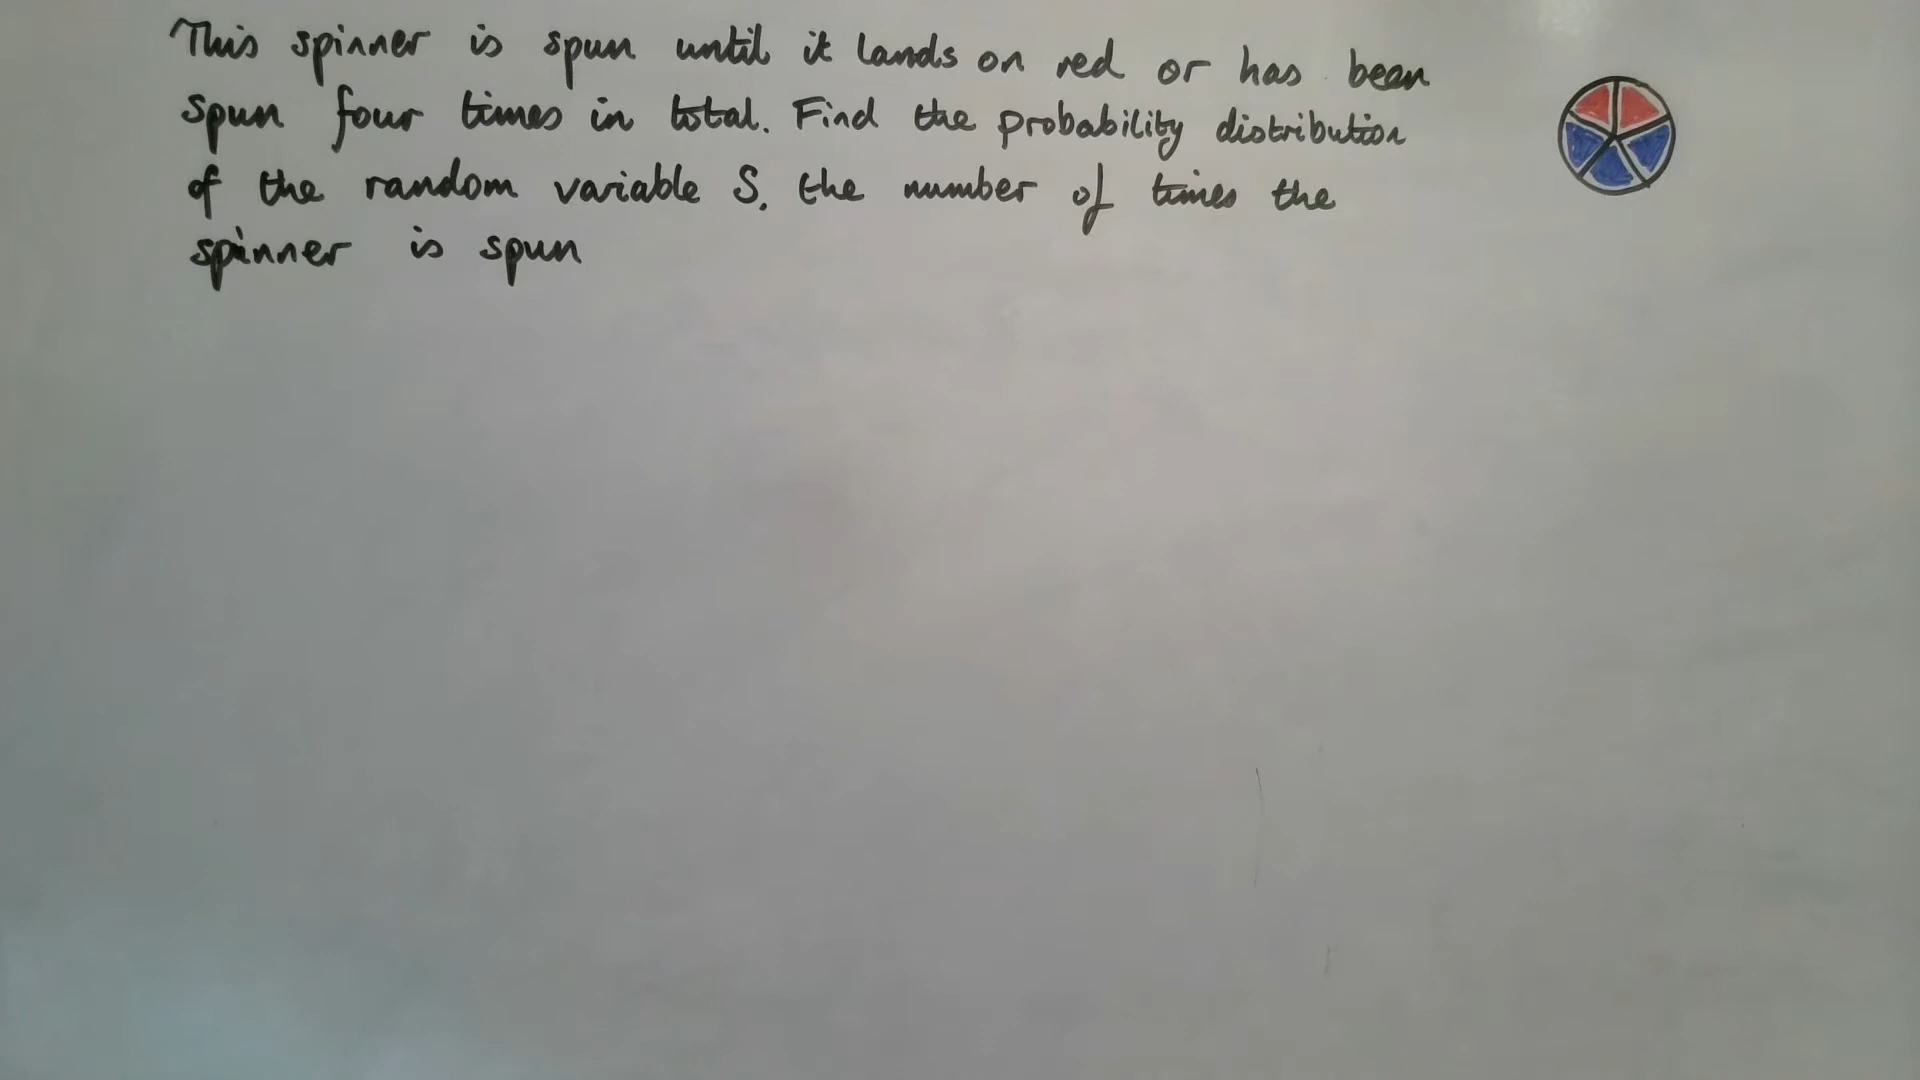 This spinner is spun until it lands on red or has been
spun four times in total. Find the probability distribution
of the random variable S, the number of times the
spinner is spun